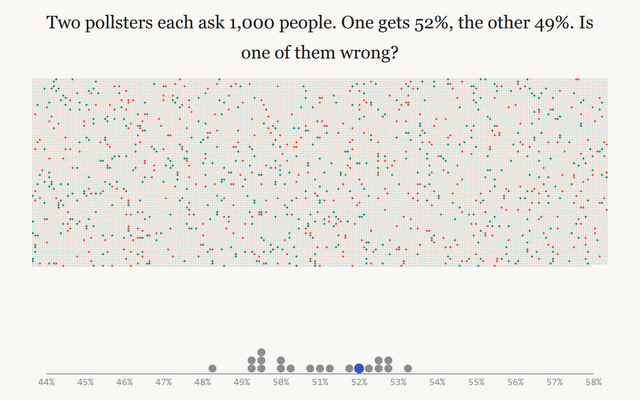 Two pollsters each ask 1,000 people. One gets 52%, the other 49%. Is
one of them wrong?
44% 45% 46% 47% 48% 49% 50% 51% 52% 53% 54% 55% 56% 57% 58%